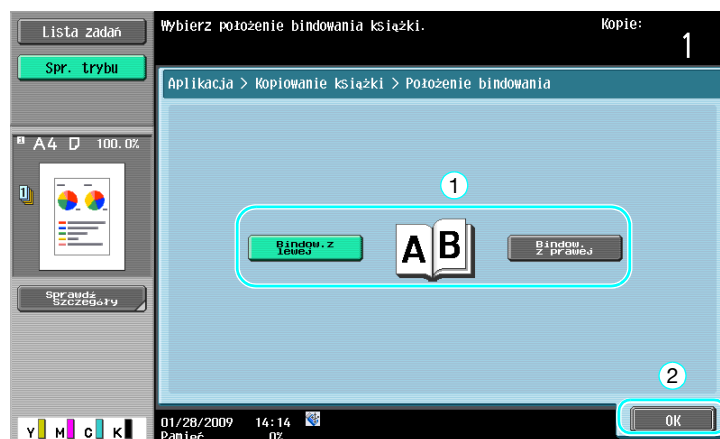 Lista zadań
Spr. trybu
Wybierz położenie bindowania książki.
Kopie:
1
Aplikacja > Kopiowanie książki > Położenie bindowania
A4 100.0%
1
Bindow.z
lewej
A B
Bindow.
z prawej
Sprawdź
Szczegóły
2
OK
01/28/2009 14:14
Pamięć 0%
Y M C K